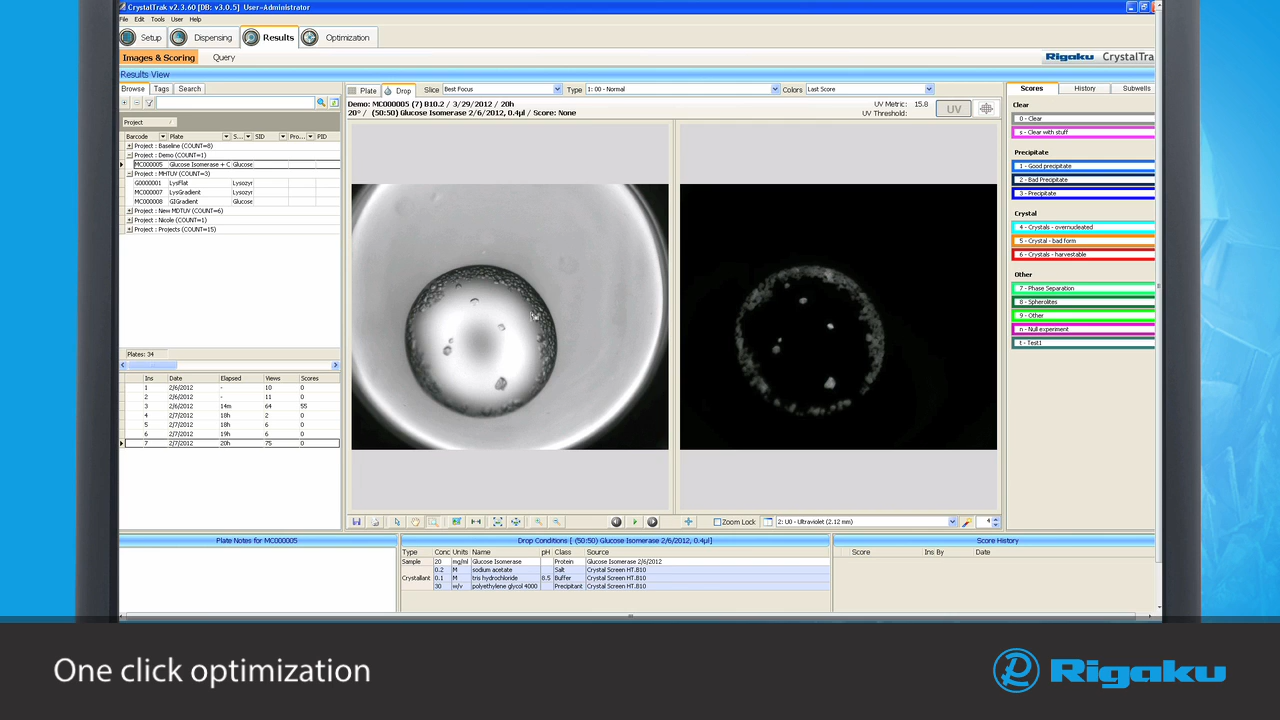 CrystalTrak v2.3.60 [DB: v3.0.5] User-Administrator
File Edit Tools User Help
Setup Dispensing Results Optimization
Images & Scoring Query
Rigaku CrystalTra
Results View
Browse Tags Search
Plate Drop Slice Best Focus Type 1: 00 - Normal Colors Last Score
Scores History Subwells
Demo: MC000005 (7) B10.2 / 3/29/2012 / 20h
20° / (50:50) Glucose Isomerase 2/6/2012, 0.4µl / Score: None
UV Metric: 15.8
UV Threshold:
UV
Project
Barcode Plate S... SID Pro... PID
Project : Baseline (COUNT=8)
Project : Demo (COUNT=1)
MC000005 Glucose Isomerase + C Glucose
Project : MHTUV (COUNT=3)
G0000001 LysFlat Lysozyr
MC000007 LysGradient Lysozyr
MC000008 GIGradient Glucose
Project : New MDTUV (COUNT=6)
Project : Nicole (COUNT=1)
Project : Projects (COUNT=15)
Plates: 34
Ins Date Elapsed Views Scores
1 2/6/2012 - 10 0
2 2/6/2012 - 11 0
3 2/6/2012 14m 64 55
4 2/7/2012 18h 2 0
5 2/7/2012 18h 6 0
6 2/7/2012 19h 6 0
7 2/7/2012 20h 75 0
Clear
0 - Clear
s - Clear with stuff
Precipitate
1 - Good precipitate
2 - Bad Precipitate
3 - Precipitate
Crystal
4 - Crystals - overnucleated
5 - Crystal - bad form
6 - Crystals - harvestable
Other
7 - Phase Separation
8 - Spherolites
9 - Other
n - Null experiment
t - Test1
Zoom Lock 2: U0 - Ultraviolet (2.12 mm) 4
Plate Notes for MC000005
Drop Conditions [ (50:50) Glucose Isomerase 2/6/2012, 0.4µl]
Type Conc Units Name pH Class Source
Sample 20 mg/ml Glucose Isomerase Protein Glucose Isomerase 2/6/2012
0.2 M sodium acetate Salt Crystal Screen HT.B10
Crystallant 0.1 M tris hydrochloride 8.5 Buffer Crystal Screen HT.B10
30 w/v polyethylene glycol 4000 Precipitant Crystal Screen HT.B10
Score History
Score Ins By Date
One click optimization
Rigaku